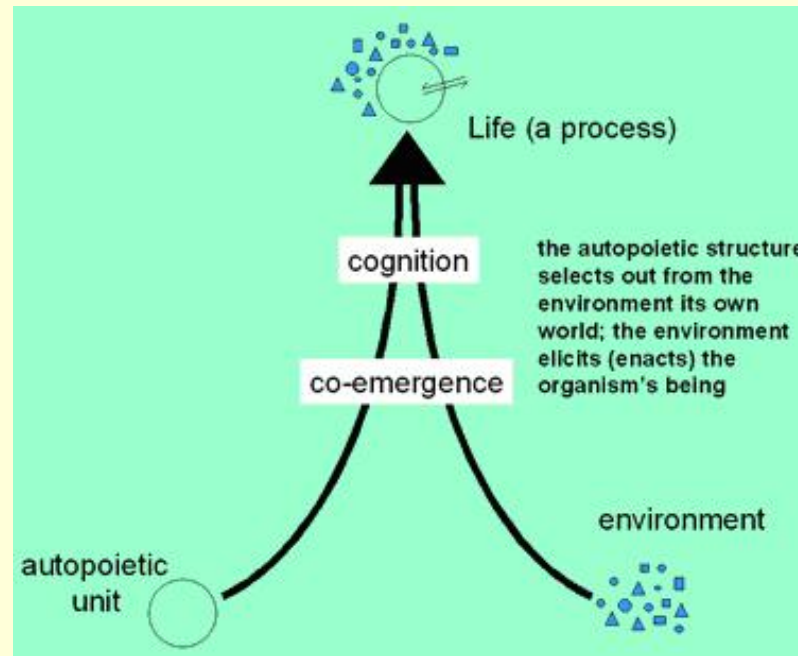 Life (a process)
cognition
the autopoietic structure
selects out from the
environment its own
world; the environment
elicits (enacts) the
organism's being
co-emergence
environment
autopoietic
unit